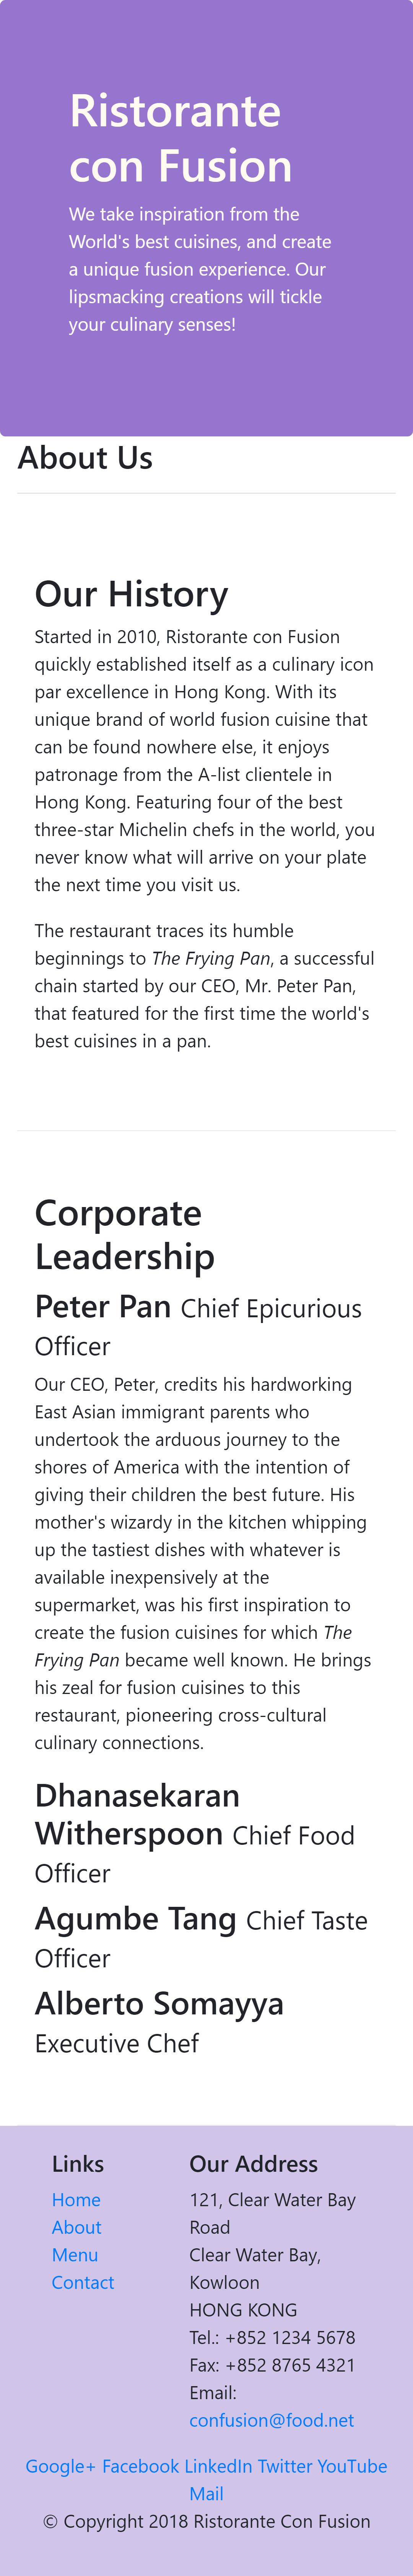 Ristorante
con Fusion
We take inspiration from the
World's best cuisines, and create
a unique fusion experience. Our
lipsmacking creations will tickle
your culinary senses!
About Us
Our History
Started in 2010, Ristorante con Fusion
quickly established itself as a culinary icon
par excellence in Hong Kong. With its
unique brand of world fusion cuisine that
can be found nowhere else, it enjoys
patronage from the A-list clientele in
Hong Kong. Featuring four of the best
three-star Michelin chefs in the world, you
never know what will arrive on your plate
the next time you visit us.
The restaurant traces its humble
beginnings to The Frying Pan, a successful
chain started by our CEO, Mr. Peter Pan,
that featured for the first time the world's
best cuisines in a pan.
Corporate
Leadership
Peter Pan Chief Epicurious
Officer
Our CEO, Peter, credits his hardworking
East Asian immigrant parents who
undertook the arduous journey to the
shores of America with the intention of
giving their children the best future. His
mother's wizardy in the kitchen whipping
up the tastiest dishes with whatever is
available inexpensively at the
supermarket, was his first inspiration to
create the fusion cuisines for which The
Frying Pan became well known. He brings
his zeal for fusion cuisines to this
restaurant, pioneering cross-cultural
culinary connections.
Dhanasekaran
Witherspoon Chief Food
Officer
Agumbe Tang Chief Taste
Officer
Alberto Somayya
Executive Chef
Links
Home
About
Menu
Contact
Our Address
121, Clear Water Bay
Road
Clear Water Bay,
Kowloon
HONG KONG
Tel.: +852 1234 5678
Fax: +852 8765 4321
Email:
confusion@food.net
Google+ Facebook LinkedIn Twitter YouTube
Mail
© Copyright 2018 Ristorante Con Fusion